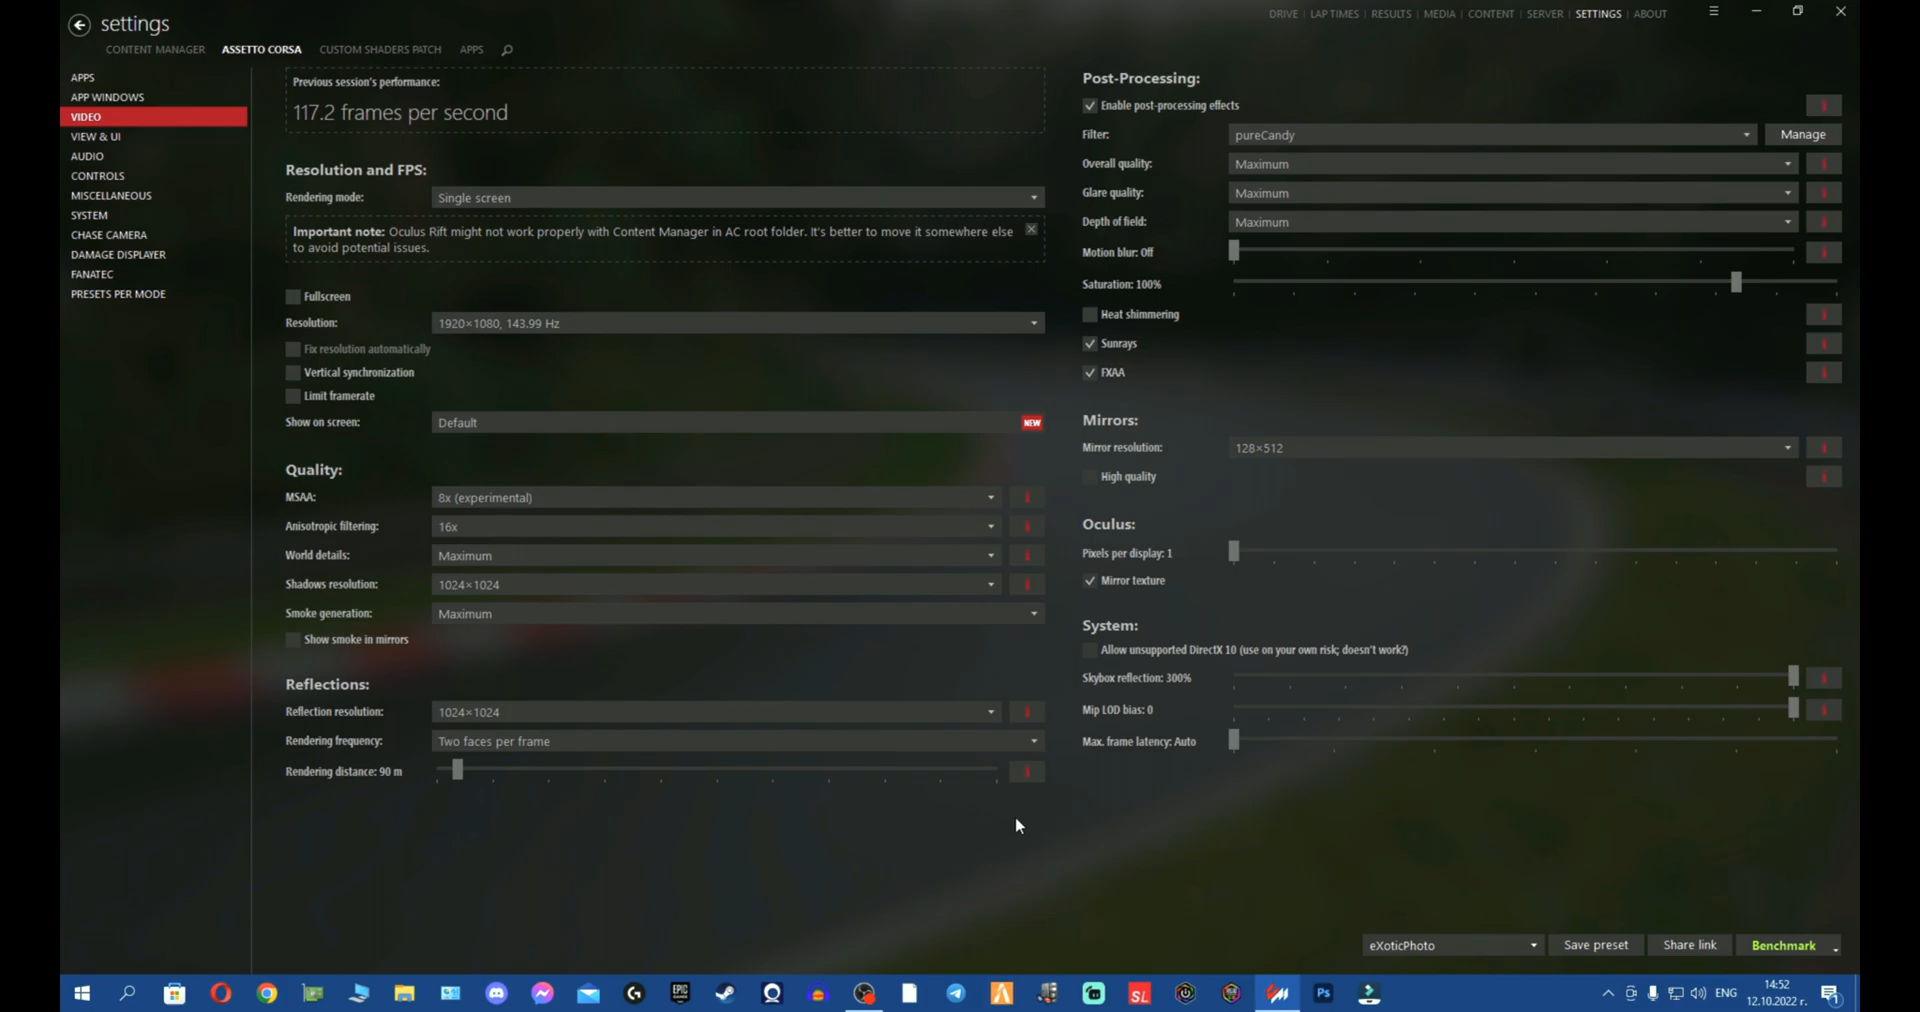 settings
DRIVE | LAP TIMES | RESULTS | MEDIA | CONTENT | SERVER | SETTINGS | ABOUT
CONTENT MANAGER ASSETTO CORSA CUSTOM SHADERS PATCH APPS
APPS
APP WINDOWS
VIDEO
VIEW & UI
AUDIO
CONTROLS
MISCELLANEOUS
SYSTEM
CHASE CAMERA
DAMAGE DISPLAYER
FANATEC
PRESETS PER MODE
Previous session's performance:
117.2 frames per second
Resolution and FPS:
Rendering mode: Single screen
Important note: Oculus Rift might not work properly with Content Manager in AC root folder. It's better to move it somewhere else
to avoid potential issues.
Fullscreen
Resolution: 1920×1080, 143.99 Hz
Fix resolution automatically
Vertical synchronization
Limit framerate
Show on screen: Default NEW
Quality:
MSAA: 8x (experimental)
Anisotropic filtering: 16x
World details: Maximum
Shadows resolution: 1024×1024
Smoke generation: Maximum
Show smoke in mirrors
Reflections:
Reflection resolution: 1024×1024
Rendering frequency: Two faces per frame
Rendering distance: 90 m
Post-Processing:
Enable post-processing effects
Filter: pureCandy Manage
Overall quality: Maximum
Glare quality: Maximum
Depth of field: Maximum
Motion blur: Off
Saturation: 100%
Heat shimmering
Sunrays
FXAA
Mirrors:
Mirror resolution: 128×512
High quality
Oculus:
Pixels per display: 1
Mirror texture
System:
Allow unsupported DirectX 10 (use on your own risk; doesn't work?)
Skybox reflection: 300%
Mip LOD bias: 0
Max. frame latency: Auto
eXoticPhoto Save preset Share link Benchmark
EPIC GAMES
SL
Ps
ENG
14:52
12.10.2022 г.
1